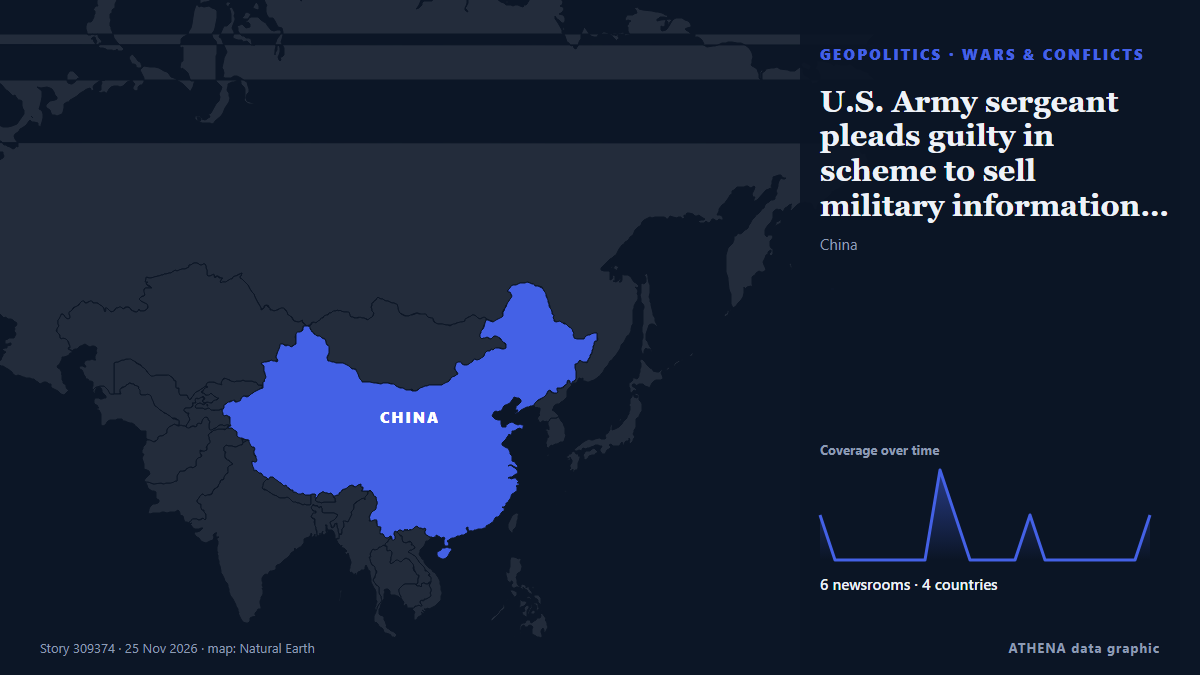 GEOPOLITICS · WARS & CONFLICTS
U.S. Army sergeant
pleads guilty in
scheme to sell
military information...
China
CHINA
Coverage over time
6 newsrooms · 4 countries
Story 309374 · 25 Nov 2026 · map: Natural Earth
ATHENA data graphic